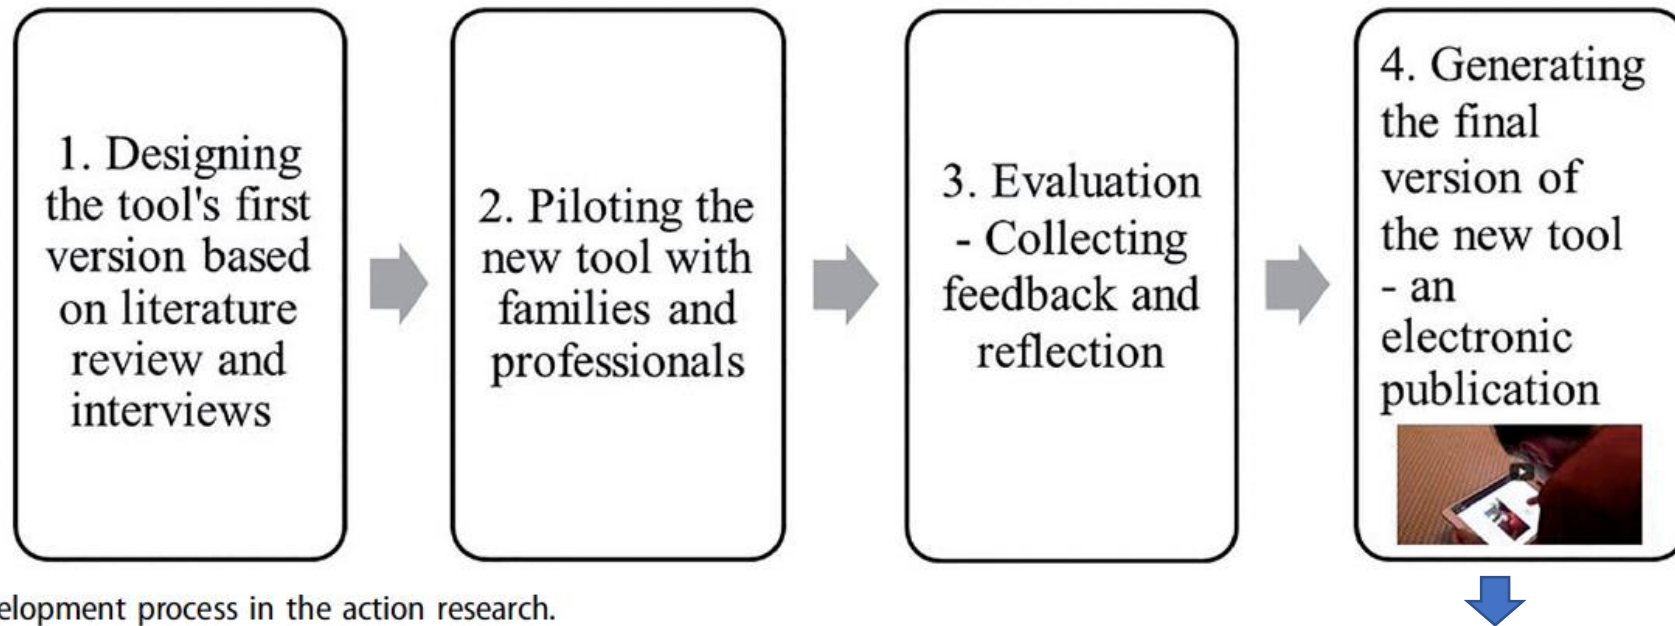 1. Designing
the tool's first
version based
on literature
review and
interviews
2. Piloting the
new tool with
families and
professionals
3. Evaluation
- Collecting
feedback and
reflection
4. Generating
the final
version of
the new tool
- an
electronic
publication
elopment process in the action research.